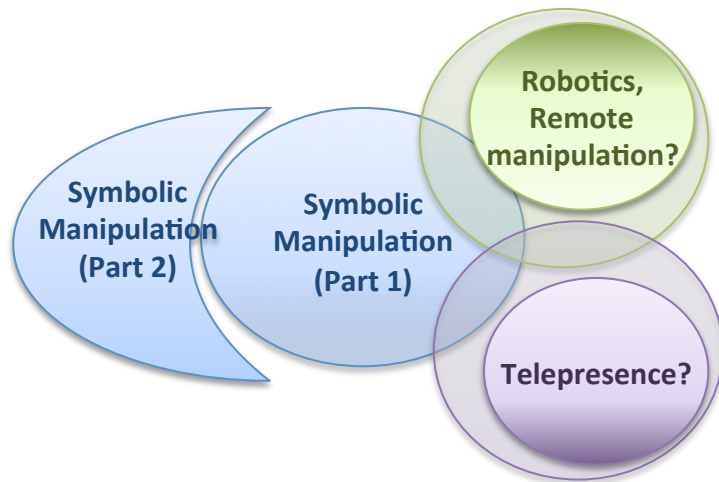 Symbolic
Manipulation
(Part 2)
Symbolic
Manipulation
(Part 1)
Robotics,
Remote
manipulation?
Telepresence?